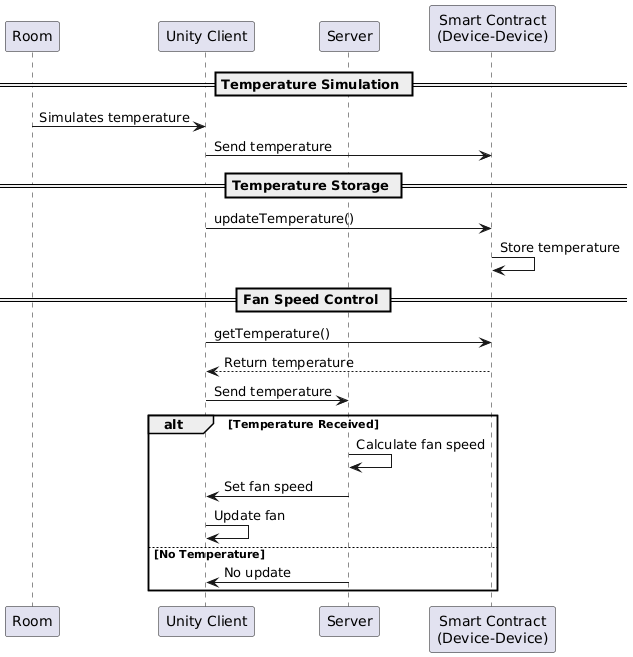 Room
Unity Client
Server
Smart Contract
(Device-Device)
Temperature Simulation
Simulates temperature
Send temperature
Temperature Storage
updateTemperature()
Store temperature
Fan Speed Control
getTemperature()
Return temperature
Send temperature
alt [Temperature Received]
Calculate fan speed
Set fan speed
Update fan
[No Temperature]
No update
Room
Unity Client
Server
Smart Contract
(Device-Device)